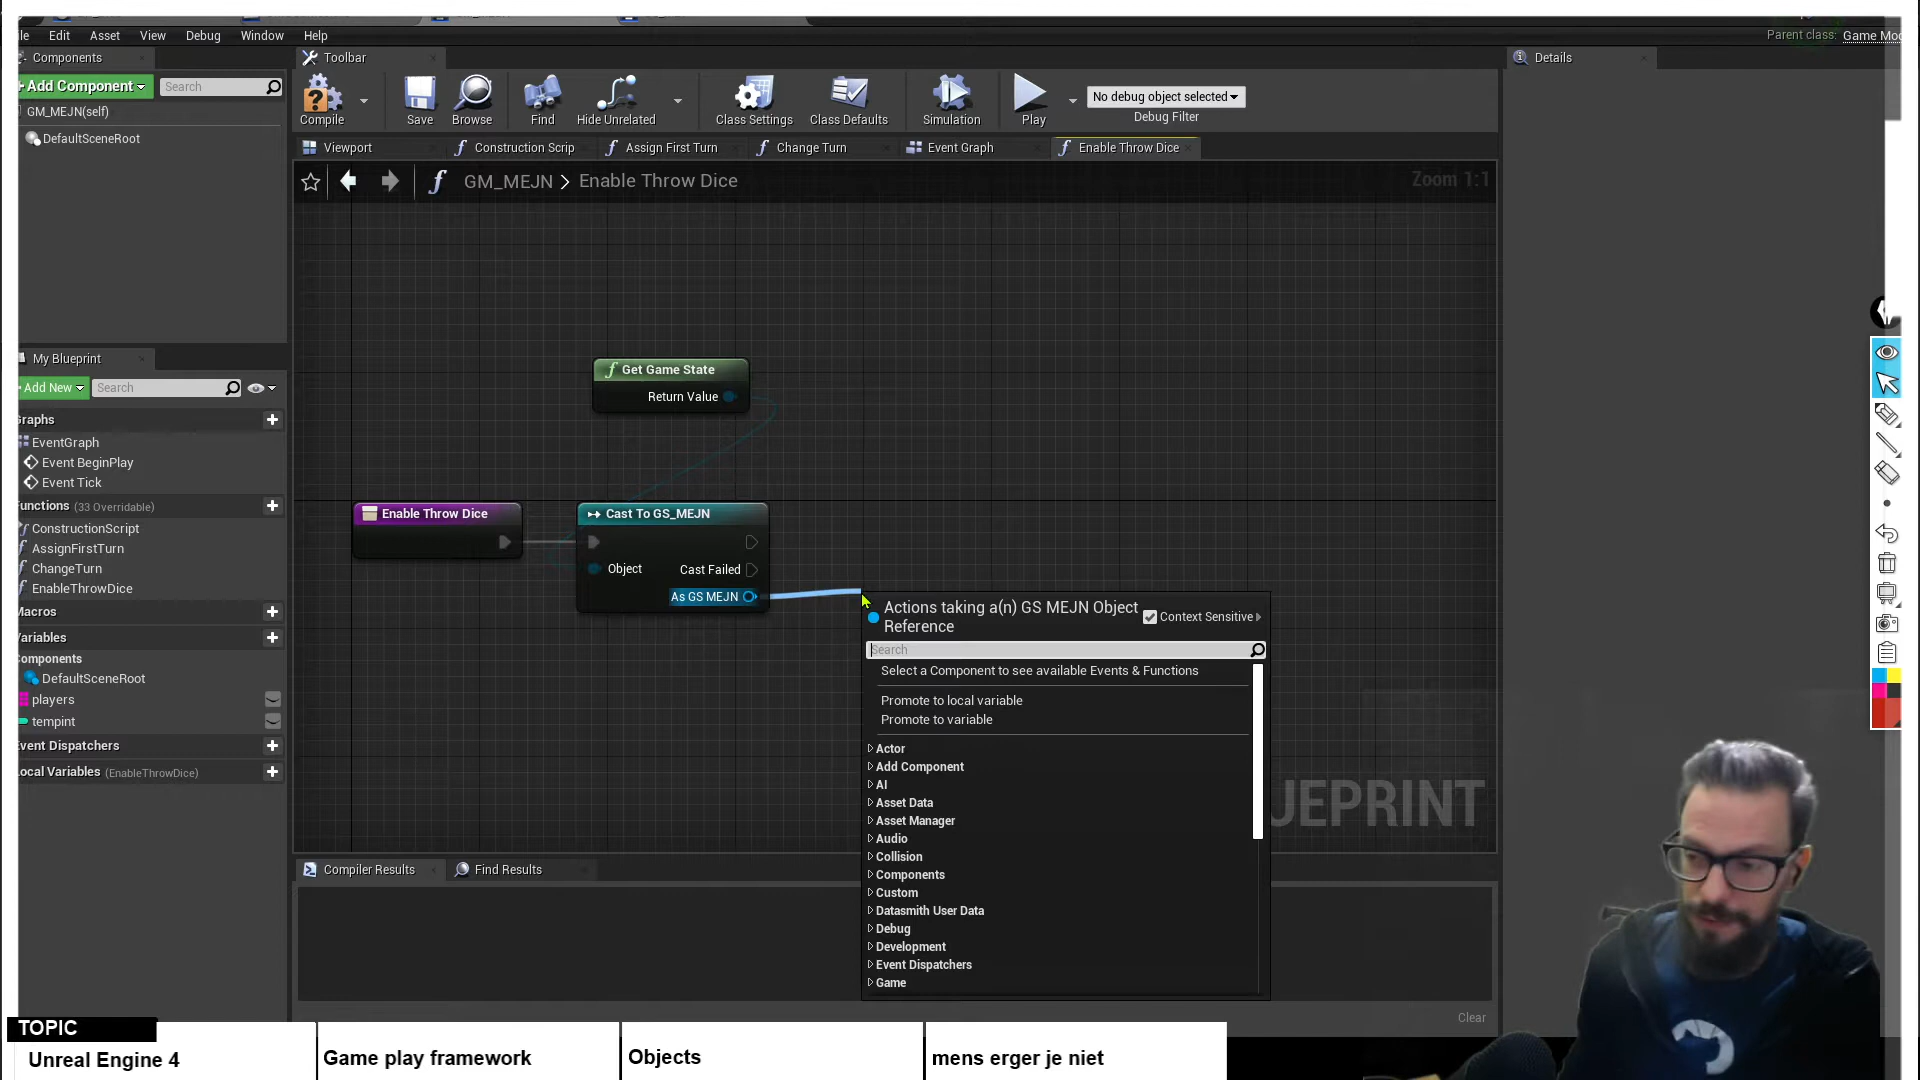 ile Edit Asset View Debug Window Help
Parent class: Game Mo
Components
Toolbar
Details
+Add Component
Search
GM_MEJN(self)
DefaultSceneRoot
Compile
Save
Browse
Find
Hide Unrelated
Class Settings
Class Defaults
Simulation
Play
No debug object selected
Debug Filter
Viewport
Construction Scrip
Assign First Turn
Change Turn
Event Graph
Enable Throw Dice
GM_MEJN > Enable Throw Dice
Zoom 1:1
My Blueprint
Add New
Search
Graphs
EventGraph
Event BeginPlay
Event Tick
unctions (33 Overridable)
ConstructionScript
AssignFirstTurn
ChangeTurn
EnableThrowDice
Macros
Variables
Components
DefaultSceneRoot
players
tempint
Event Dispatchers
Local Variables (EnableThrowDice)
Get Game State
Return Value
Enable Throw Dice
Cast To GS_MEJN
Object
Cast Failed
As GS MEJN
Actions taking a(n) GS MEJN Object
Reference
Context Sensitive
Search
Select a Component to see available Events & Functions
Promote to local variable
Promote to variable
Actor
Add Component
AI
Asset Data
Asset Manager
Audio
Collision
Components
Custom
Datasmith User Data
Debug
Development
Event Dispatchers
Game
UEPRINT
Compiler Results
Find Results
Clear
TOPIC
Unreal Engine 4
Game play framework
Objects
mens erger je niet